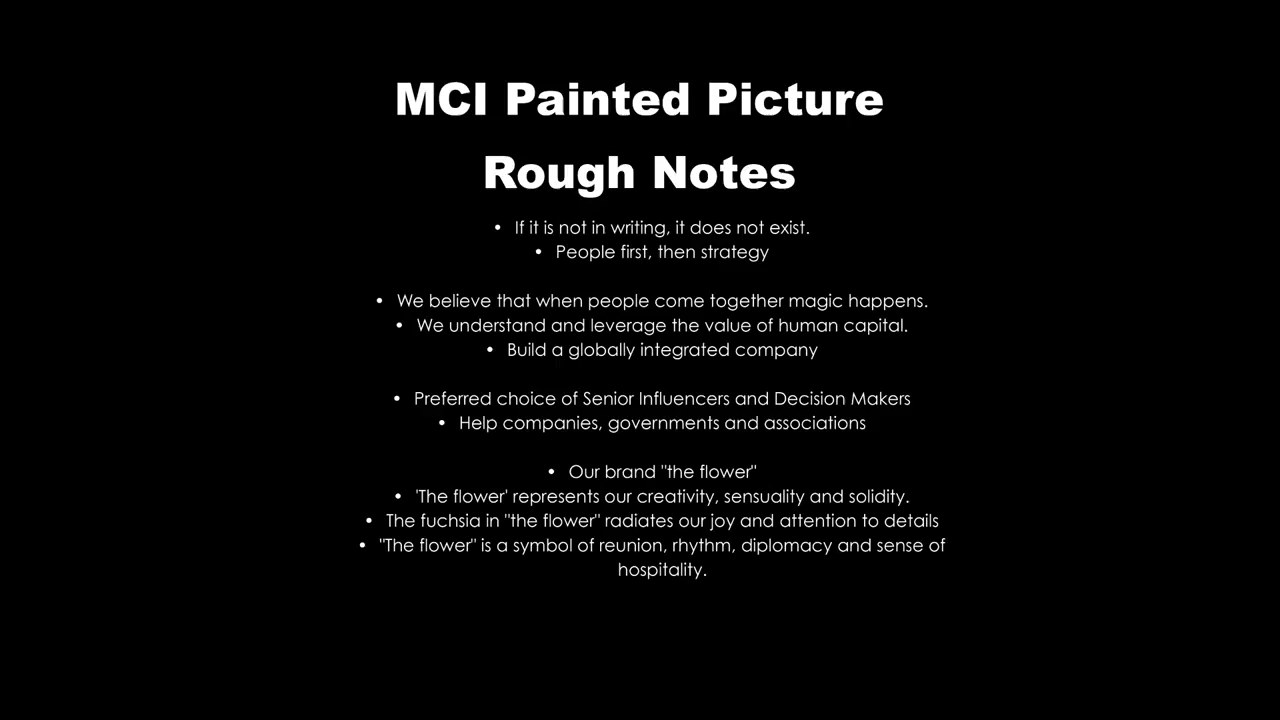 MCI Painted Picture
Rough Notes
• If it is not in writing, it does not exist.
• People first, then strategy
• We believe that when people come together magic happens.
• We understand and leverage the value of human capital.
• Build a globally integrated company
• Preferred choice of Senior Influencers and Decision Makers
• Help companies, governments and associations
• Our brand "the flower"
• 'The flower' represents our creativity, sensuality and solidity.
• The fuchsia in "the flower" radiates our joy and attention to details
• "The flower" is a symbol of reunion, rhythm, diplomacy and sense of
hospitality.